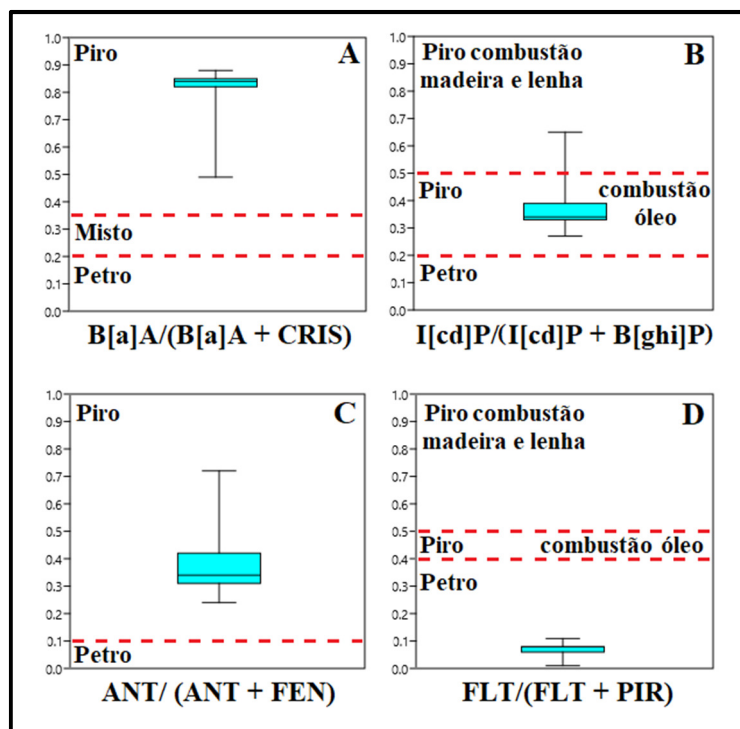 Piro
A
1.0
0.9
0.8
0.7
0.6
0.5
0.4
0.3
0.2
0.1
0.0
Misto
Petro
B[a]A/(B[a]A + CRIS)
Piro combustão
madeira e lenha
B
1.0
0.9
0.8
0.7
0.6
0.5
0.4
0.3
0.2
0.1
0.0
Piro
combustão
óleo
Petro
I[cd]P/(I[cd]P + B[ghi]P)
Piro
C
1.0
0.9
0.8
0.7
0.6
0.5
0.4
0.3
0.2
0.1
0.0
Petro
ANT/ (ANT + FEN)
Piro combustão
madeira e lenha
D
1.0
0.9
0.8
0.7
0.6
0.5
0.4
0.3
0.2
0.1
0.0
Piro combustão óleo
Petro
FLT/(FLT + PIR)